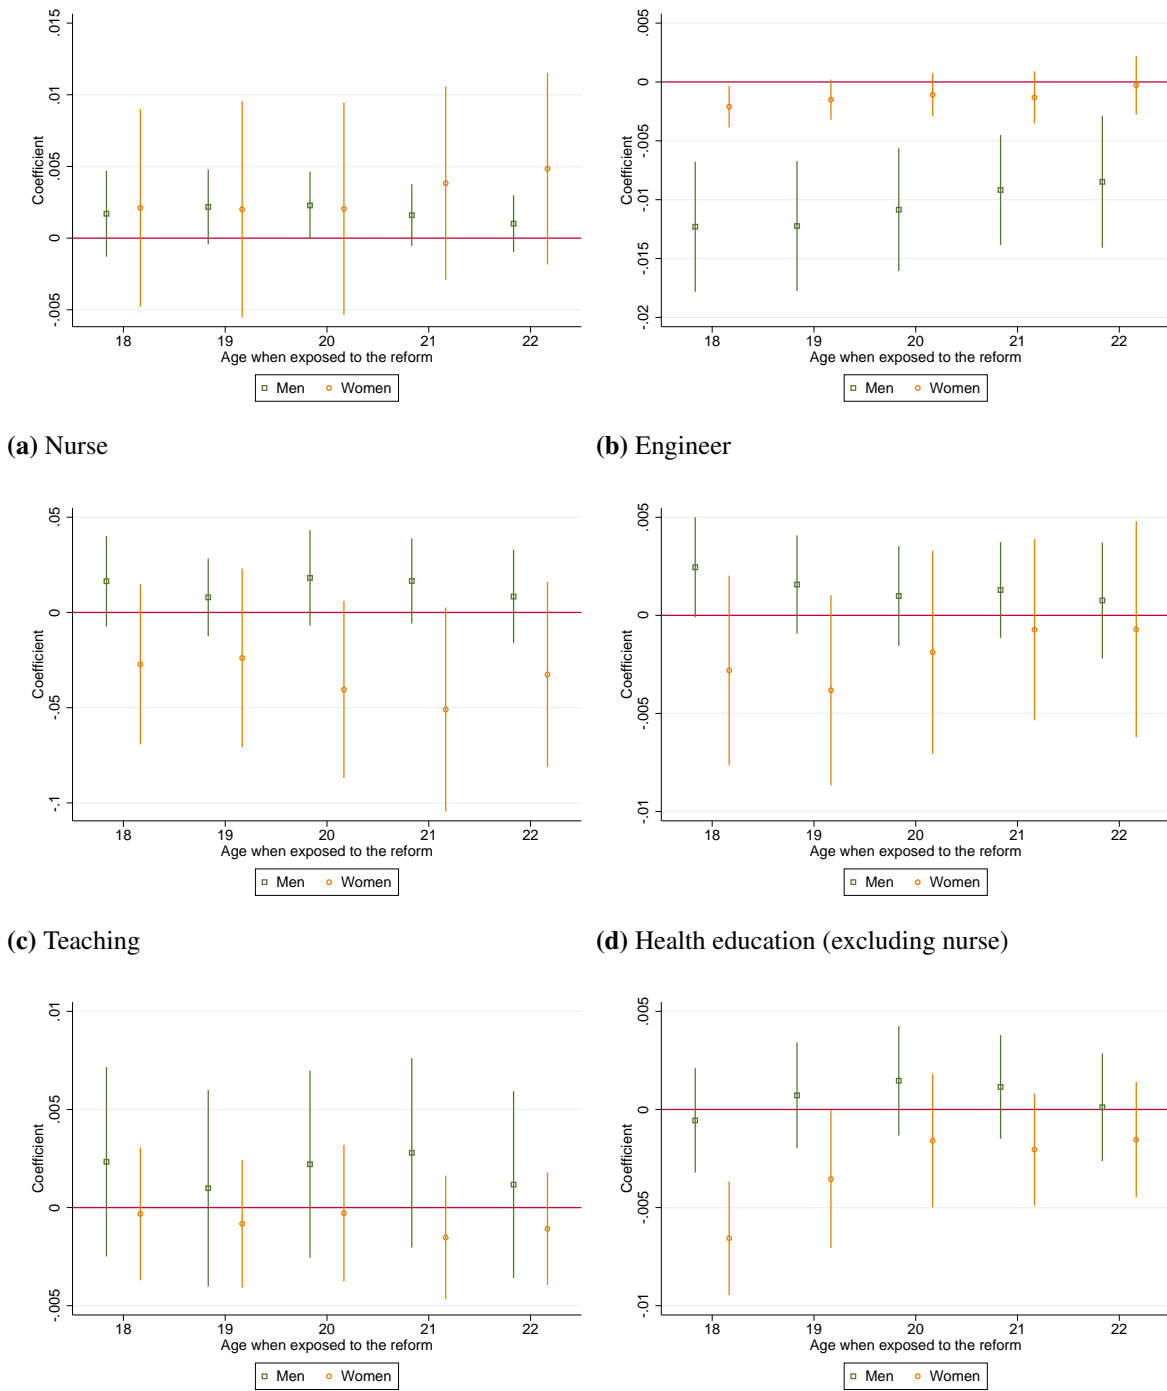 .015
.01
.005
0
-.005
Coefficient
18 19 20 21 22
Age when exposed to the reform
Men Women
(a) Nurse
.005
0
-.005
-.01
-.015
-.02
Coefficient
18 19 20 21 22
Age when exposed to the reform
Men Women
(b) Engineer
.05
0
-.05
-.1
Coefficient
18 19 20 21 22
Age when exposed to the reform
Men Women
(c) Teaching
.005
0
-.005
-.01
Coefficient
18 19 20 21 22
Age when exposed to the reform
Men Women
(d) Health education (excluding nurse)
.01
.005
0
-.005
Coefficient
18 19 20 21 22
Age when exposed to the reform
Men Women
.005
0
-.005
-.01
Coefficient
18 19 20 21 22
Age when exposed to the reform
Men Women